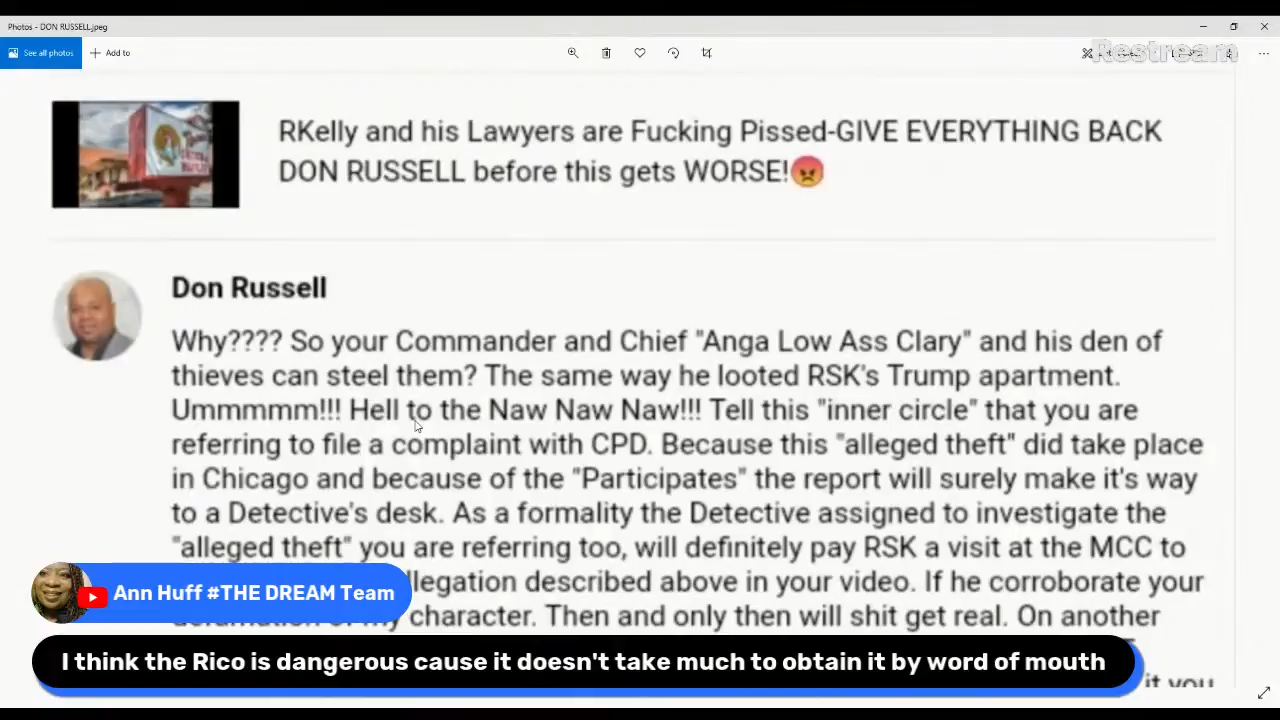 Photos - DON RUSSELL.jpeg
See all photos
Add to
Restream
RKelly and his Lawyers are Fucking Pissed-GIVE EVERYTHING BACK
DON RUSSELL before this gets WORSE!😡
Don Russell
Why???? So your Commander and Chief "Anga Low Ass Clary" and his den of
thieves can steel them? The same way he looted RSK's Trump apartment.
Ummmmm!!! Hell to the Naw Naw Naw!!! Tell this "inner circle" that you are
referring to file a complaint with CPD. Because this "alleged theft" did take place
in Chicago and because of the "Participates" the report will surely make it's way
to a Detective's desk. As a formality the Detective assigned to investigate the
"alleged theft" you are referring too, will definitely pay RSK a visit at the MCC to
described above in your video. If he corroborate your
of my character. Then and only then will shit get real. On another
it you
Ann Huff #THE DREAM Team
I think the Rico is dangerous cause it doesn't take much to obtain it by word of mouth